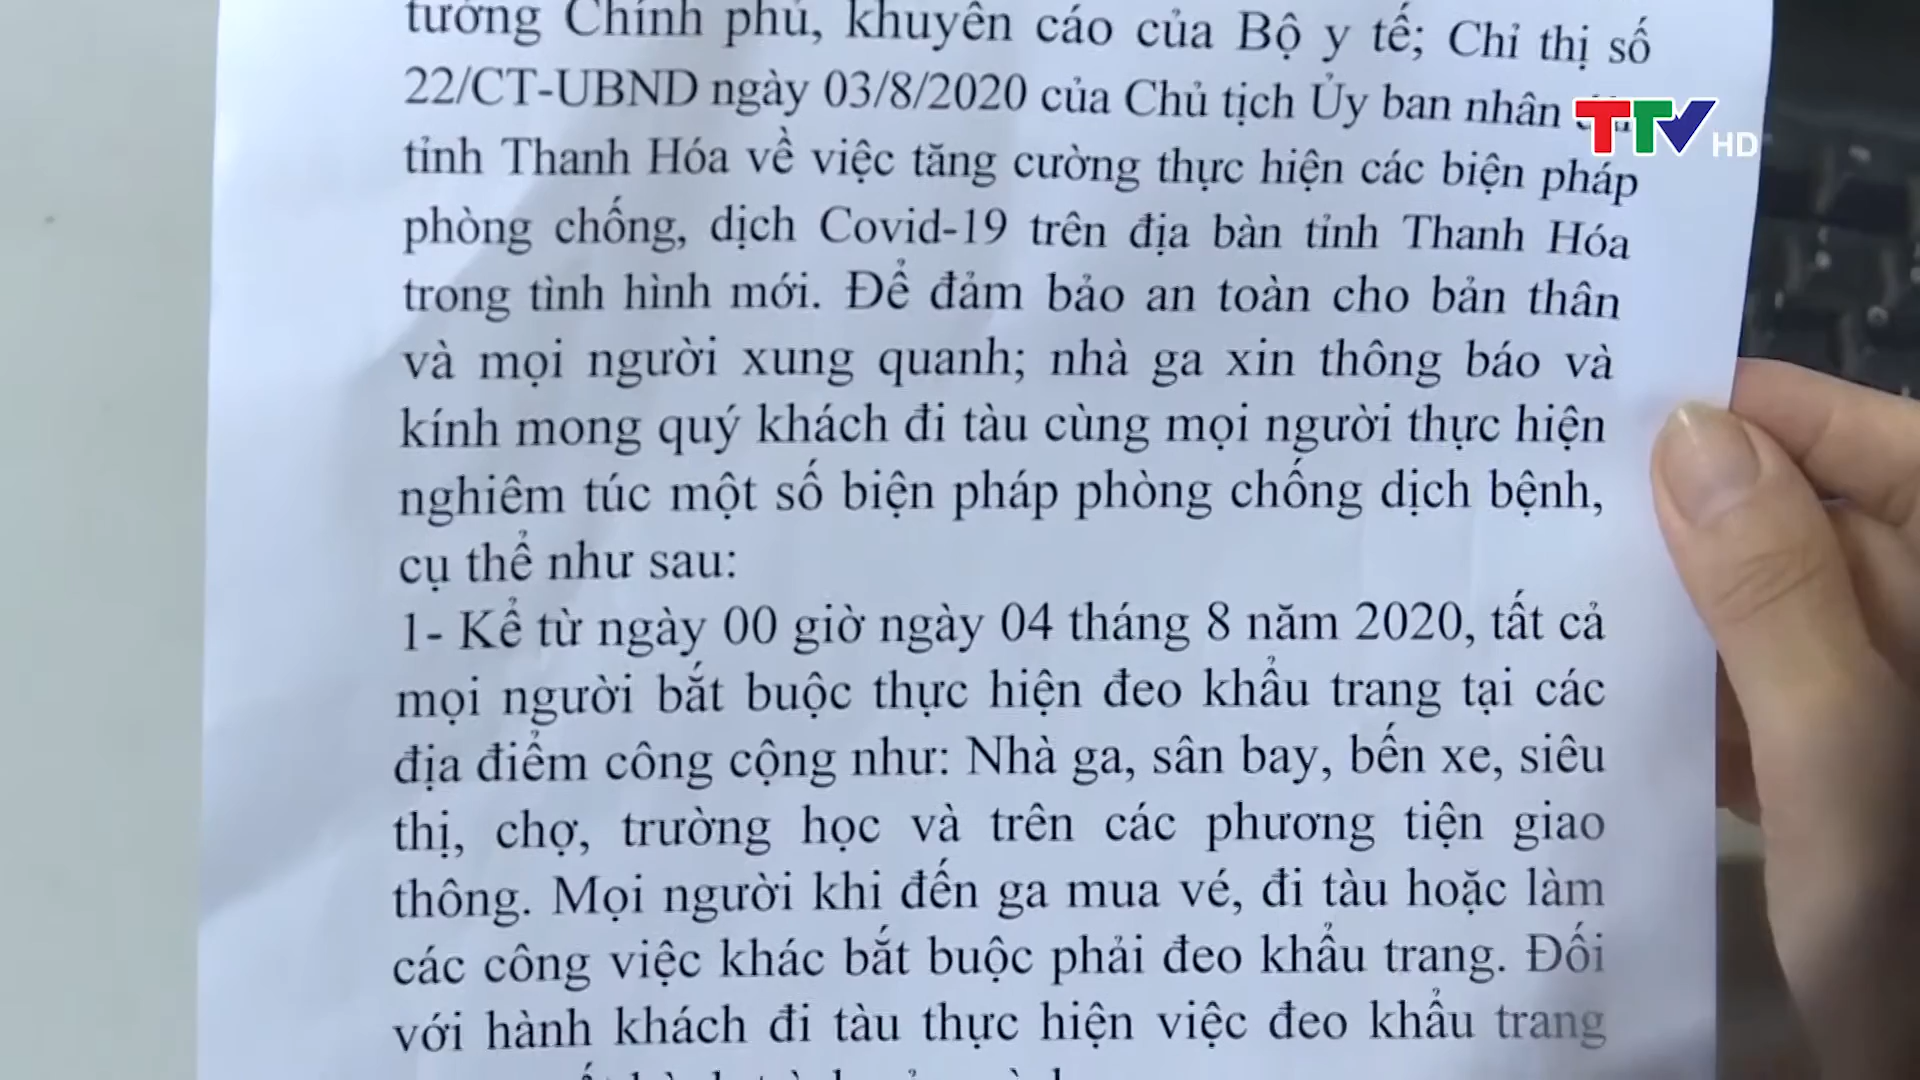 tướng Chính phủ, khuyên cáo của Bộ y tế; Chỉ thị số
22/CT-UBND ngày 03/8/2020 của Chủ tịch Ủy ban nhân
TTV HD
tỉnh Thanh Hóa về việc tăng cường thực hiện các biện pháp
phòng chống, dịch Covid-19 trên địa bàn tỉnh Thanh Hóa
trong tình hình mới. Để đảm bảo an toàn cho bản thân
và mọi người xung quanh; nhà ga xin thông báo và
kính mong quý khách đi tàu cùng mọi người thực hiện
nghiêm túc một số biện pháp phòng chống dịch bệnh,
cụ thể như sau:
1- Kể từ ngày 00 giờ ngày 04 tháng 8 năm 2020, tất cả
mọi người bắt buộc thực hiện đeo khẩu trang tại các
địa điểm công cộng như: Nhà ga, sân bay, bến xe, siêu
thị, chợ, trường học và trên các phương tiện giao
thông. Mọi người khi đến ga mua vé, đi tàu hoặc làm
các công việc khác bắt buộc phải đeo khẩu trang. Đối
với hành khách đi tàu thực hiện việc đeo khẩu trang